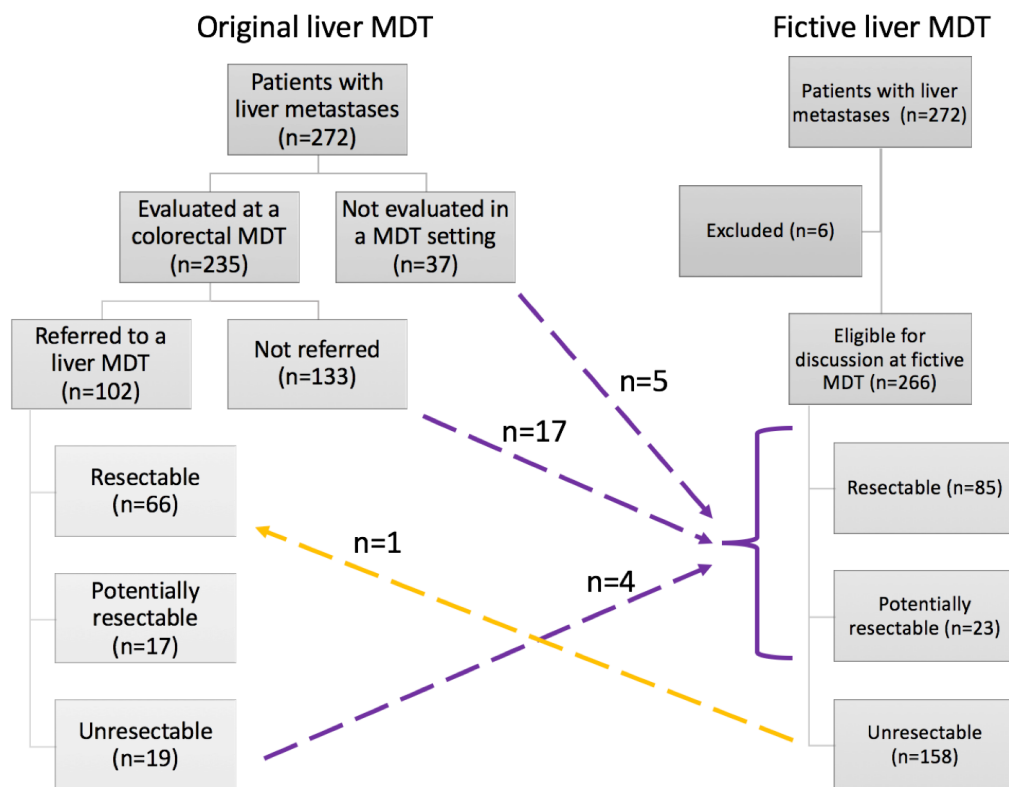 Original liver MDT
Patients with
liver metastases
(n=272)
Evaluated at a
colorectal MDT
(n=235)
Not evaluated in
a MDT setting
(n=37)
Referred to a
liver MDT
(n=102)
Not referred
(n=133)
Resectable
(n=66)
Potentially
resectable
(n=17)
Unresectable
(n=19)
n=5
n=17
n=1
n=4
Fictive liver MDT
Patients with liver
metastases (n=272)
Excluded (n=6)
Eligible for
discussion at fictive
MDT (n=266)
Resectable (n=85)
Potentially
resectable (n=23)
Unresectable
(n=158)